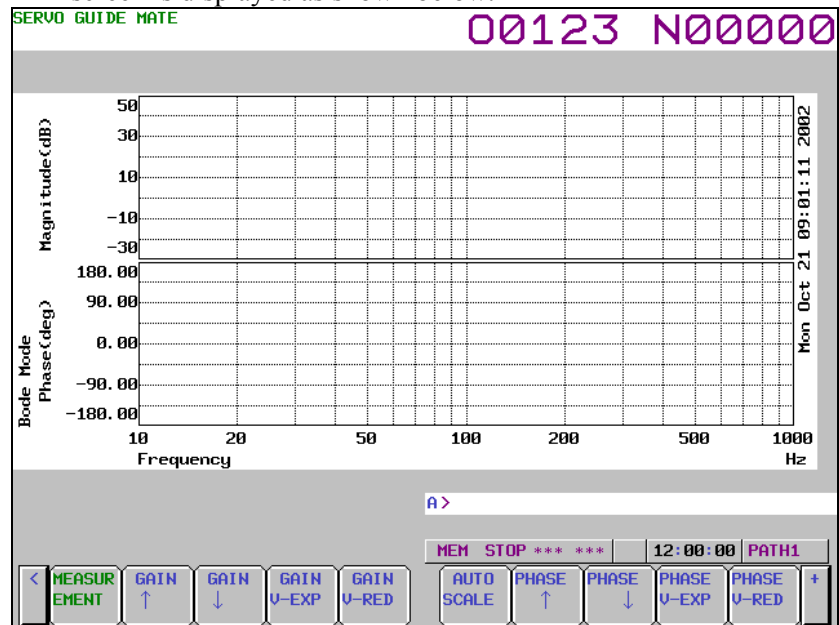 SERVO GUIDE MATE
O0123 N00000
Magnitude(dB)
50
30
10
-10
-30
Mon Oct 21 09:01:11 2002
Bode Mode
Phase(deg)
180.00
90.00
0.00
-90.00
-180.00
10 20 50 100 200 500 1000
Frequency Hz
A>
MEM STOP *** *** 12:00:00 PATH1
< MEASUREMENT GAIN ↑ GAIN ↓ GAIN V-EXP GAIN V-RED AUTO SCALE PHASE ↑ PHASE ↓ PHASE V-EXP PHASE V-RED +